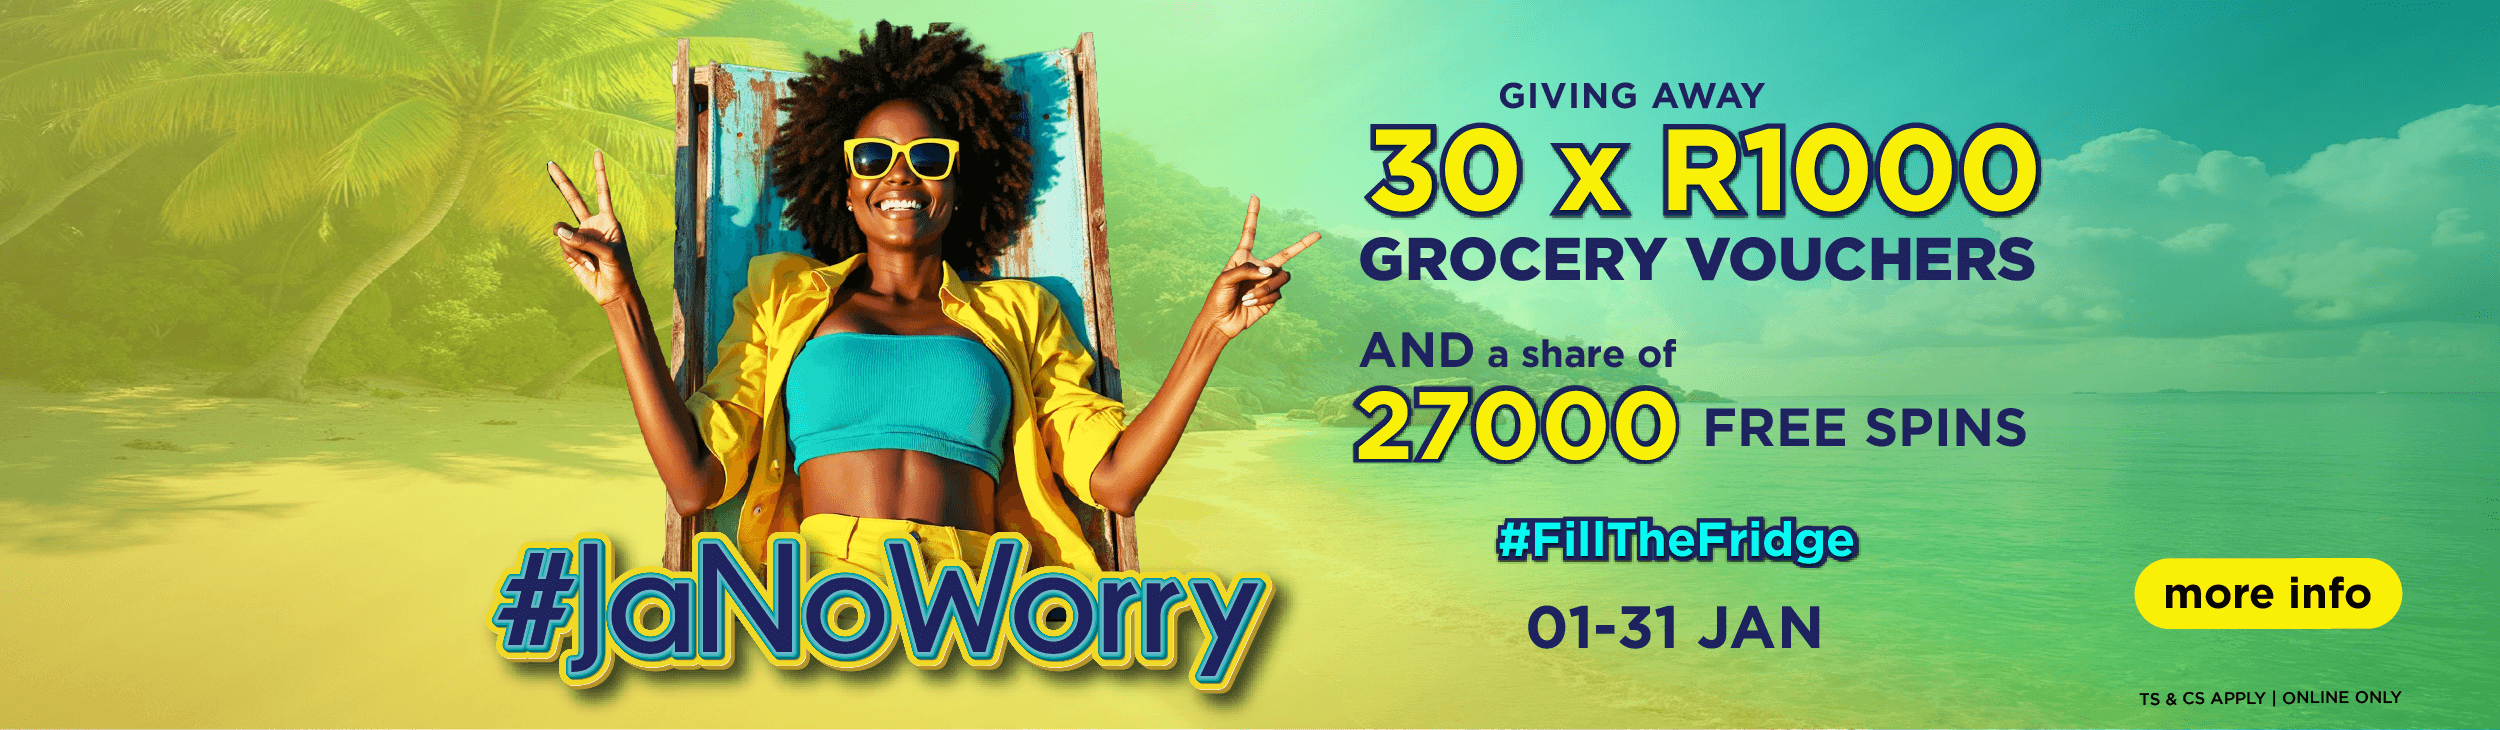 GIVING AWAY
30 x R1000
GROCERY VOUCHERS
AND a share of
27000 FREE SPINS
#FillTheFridge
01-31 JAN
#JaNoWorry
more info
TS & CS APPLY | ONLINE ONLY